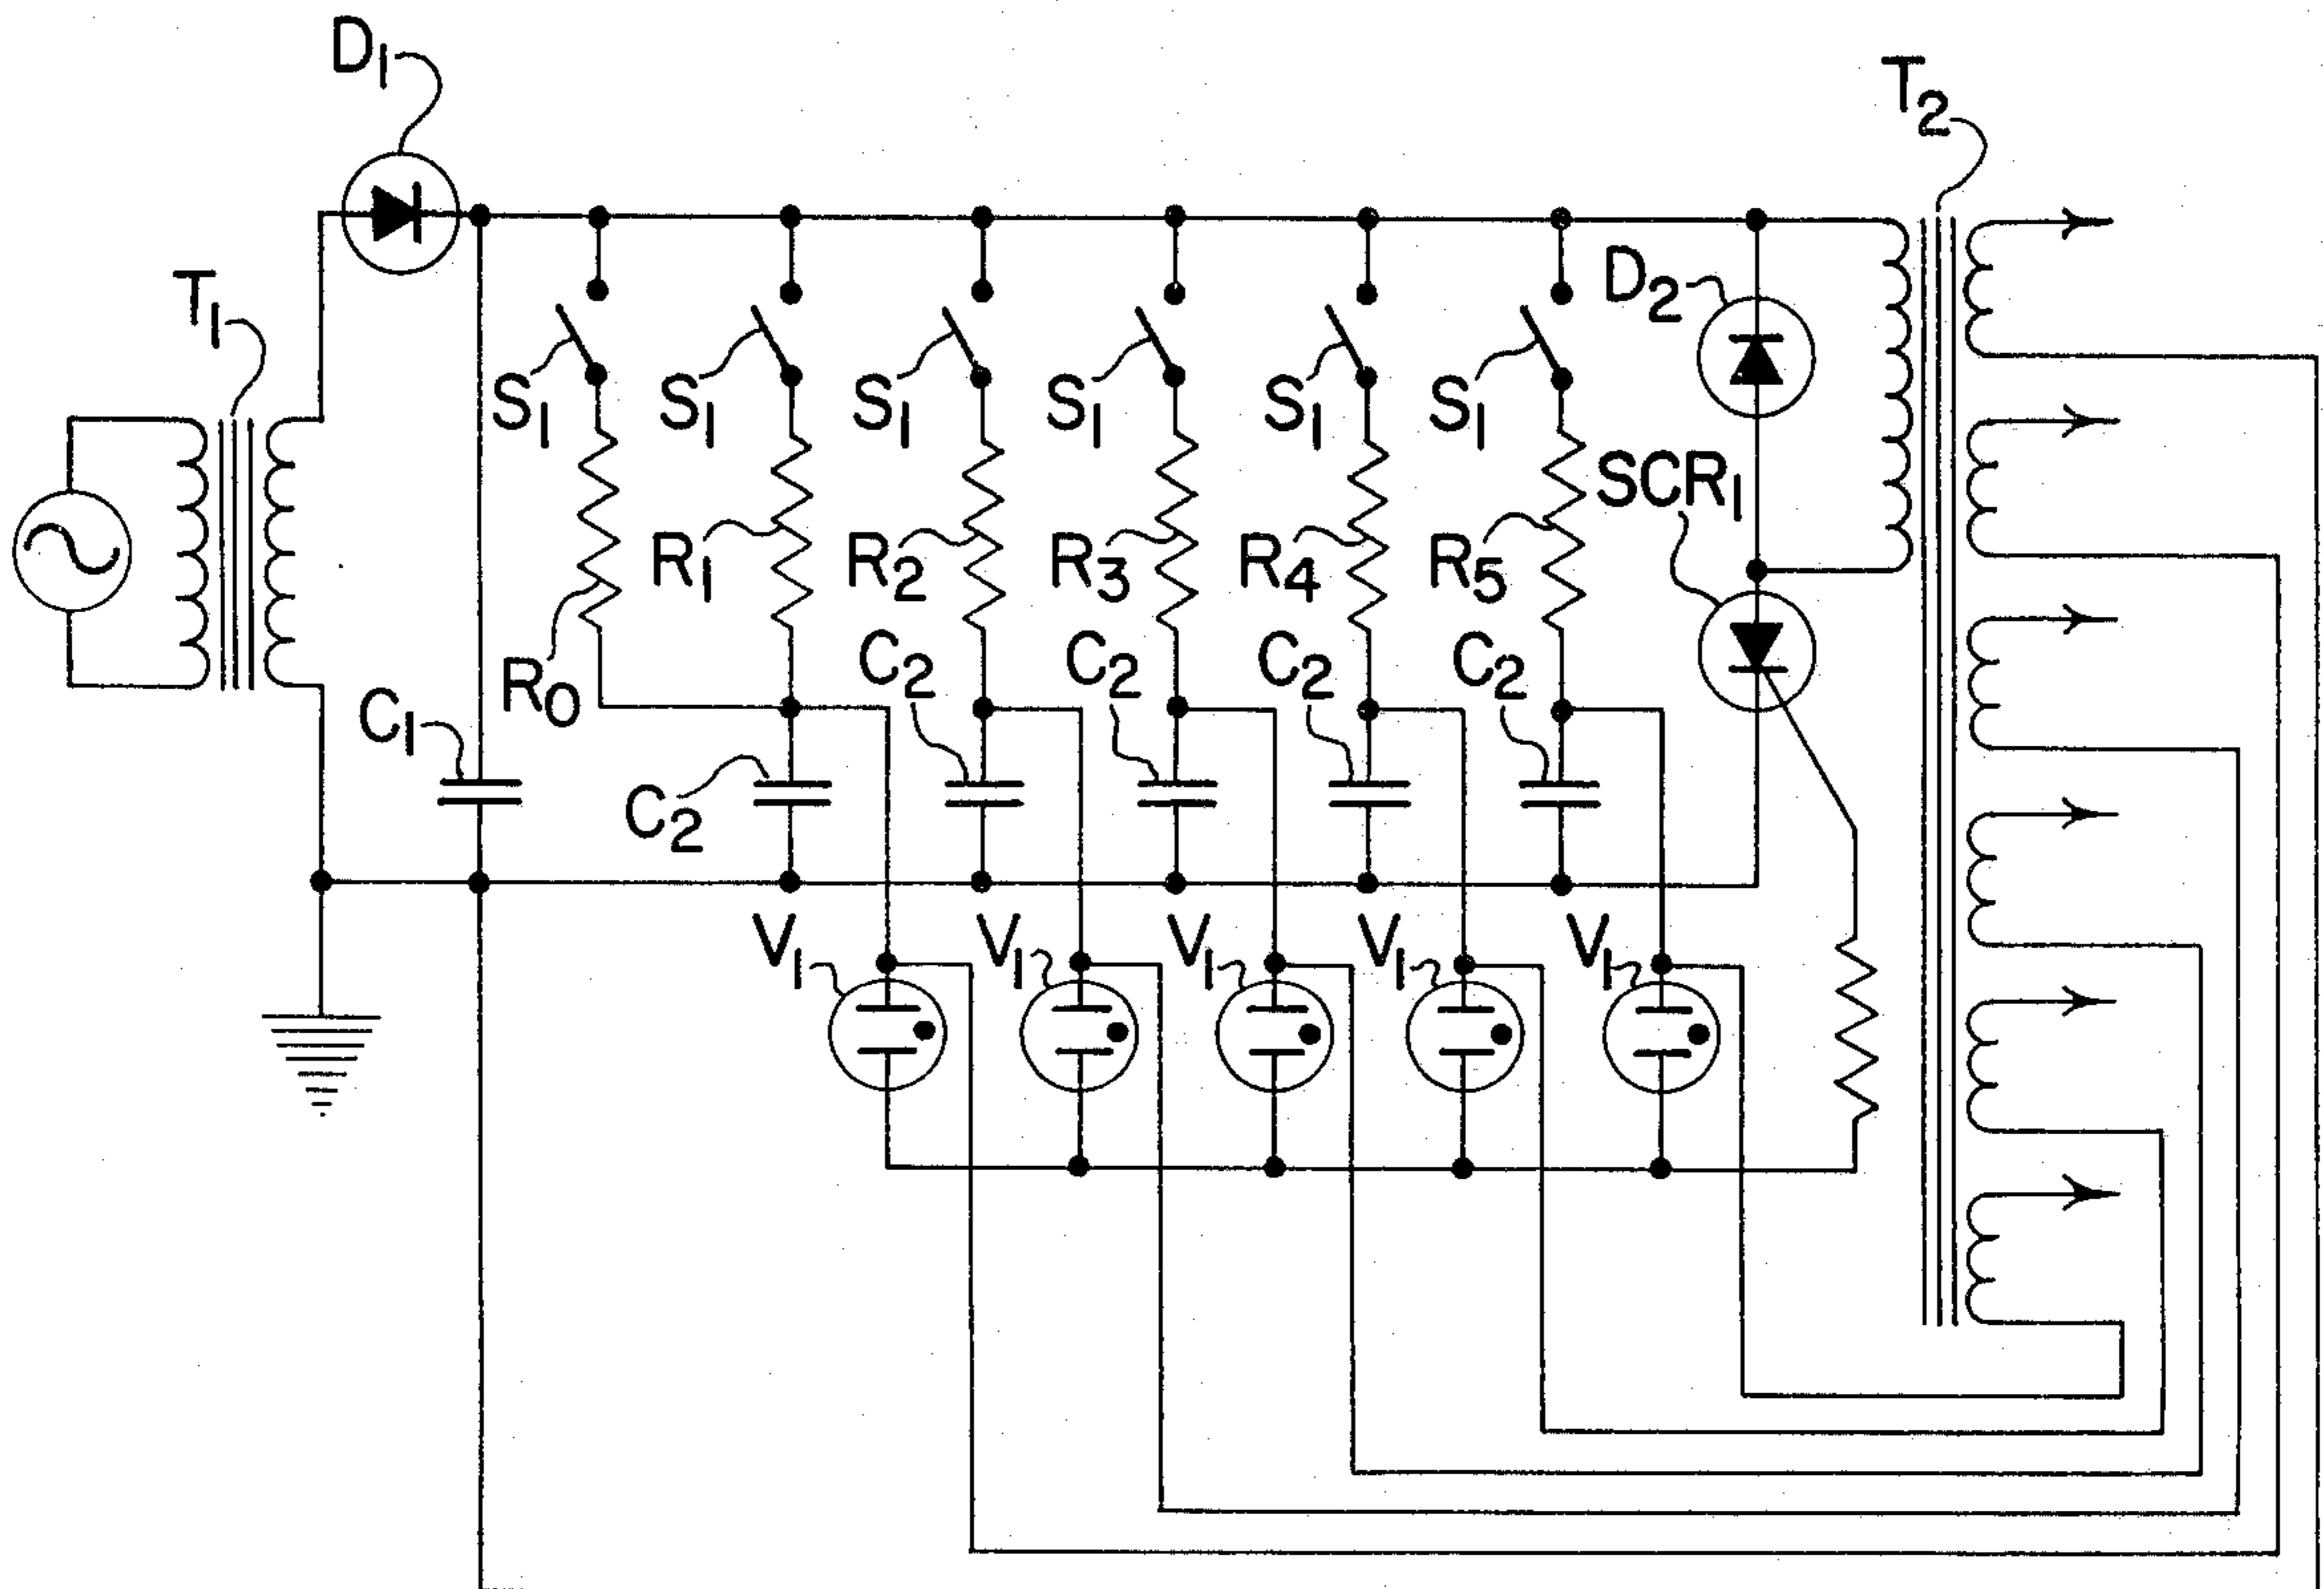 D1
T2
T1
D2
S1 S1 S1 S1 S1 S1
SCR1
R1 R2 R3 R4 R5
R0 C2 C2 C2 C2
C1
C2
V1 V1 V1 V1 V1